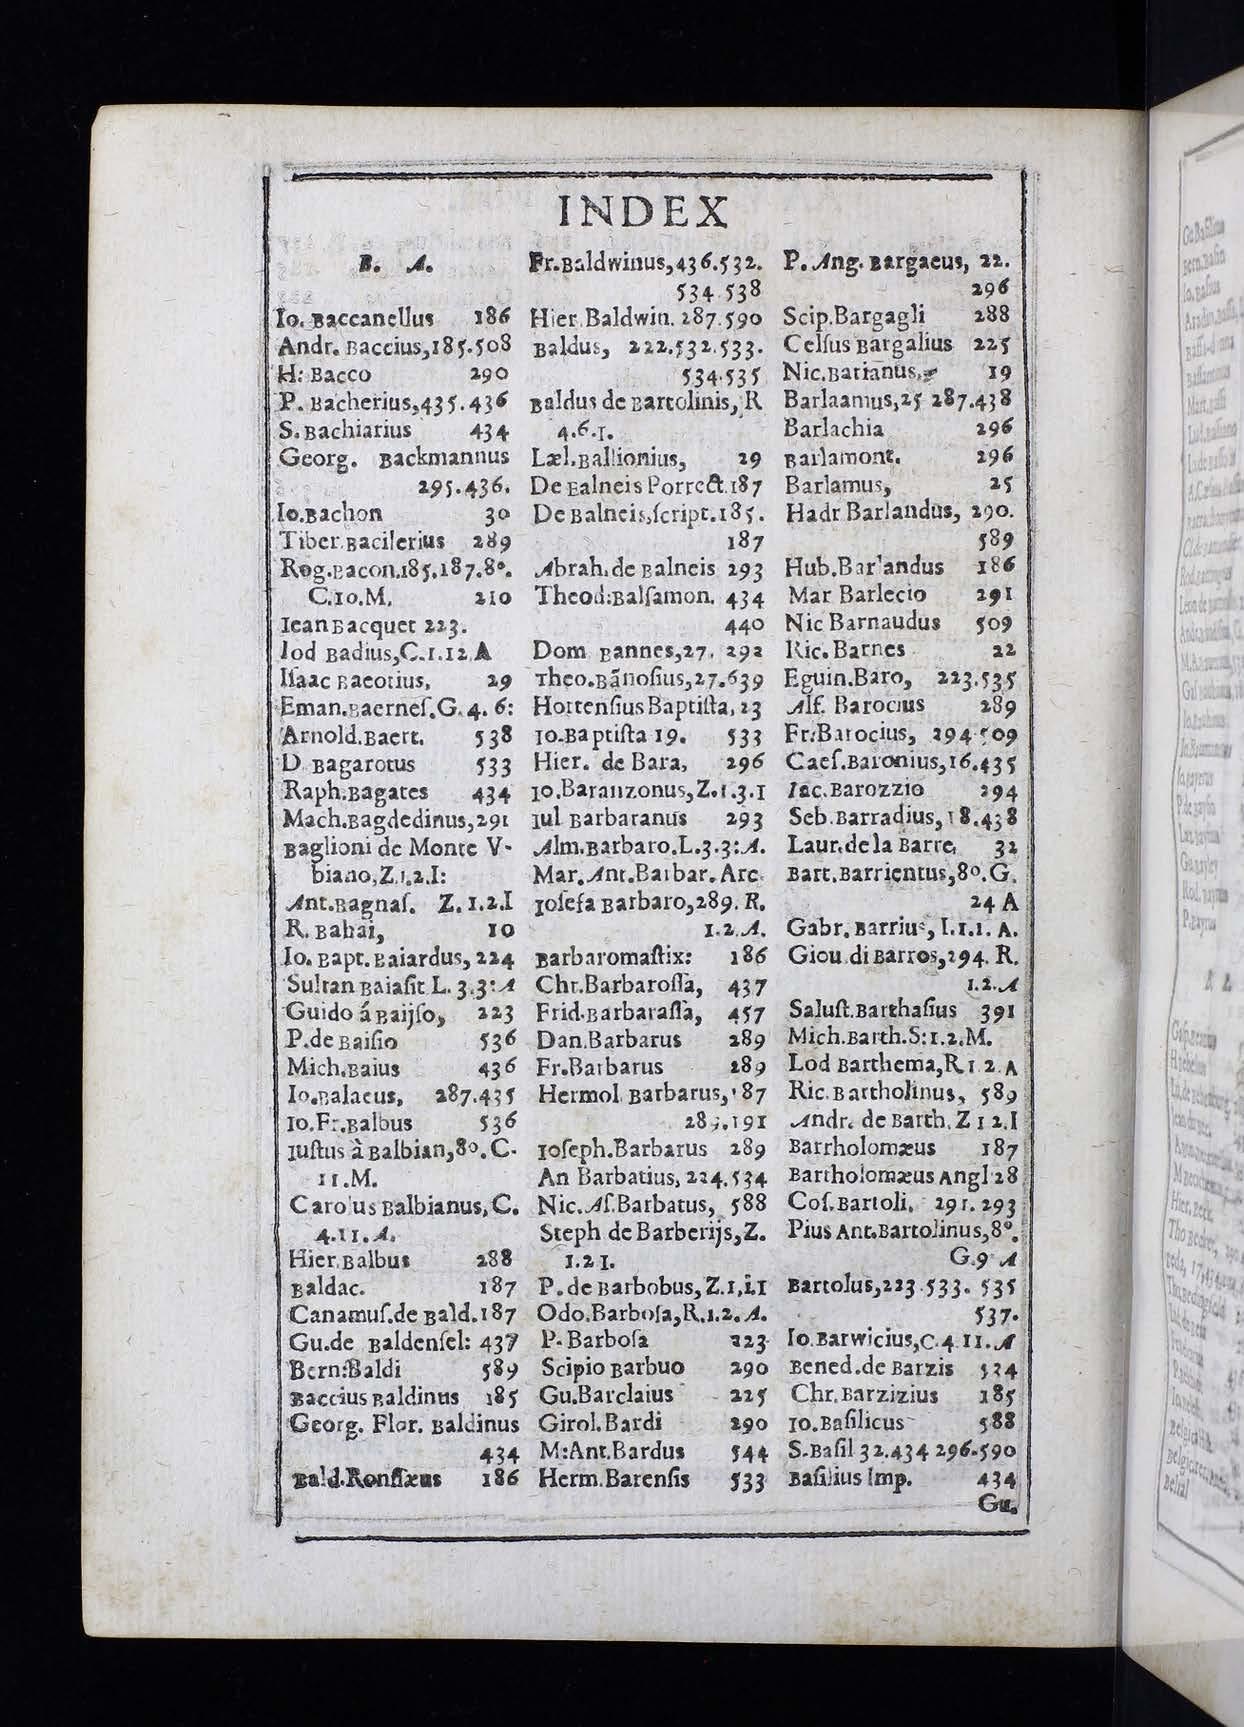 INDEX
B. A.
Io. Baccanellus 186
Andr. Baccius,185.508
H: Bacco 290
P. Bacherius,435.436
S. Bachiarius 434
Georg. Backmannus
295.436.
Io.Bachon 30
Tiber.Bacilerius 289
Rog.Bacon.185.187.8°.
C.10.M. 210
Iean Bacquet 223.
Iod Badius,C.1.12.A
Isaac Baeotius, 29
Eman.Baernes.G.4.6:
Arnold.Baert. 538
D Bagarotus 533
Raph.Bagates 434
Mach.Bagdedinus,291
Baglioni de Monte V-
biano,Z.1.2.I:
Ant.Bagnaſ. Z.1.2.I
R. Bahai, 10
Io. Bapt. Baiardus, 224
Sultan Baiaſit L. 3.3:A
Guido á Baijſo, 223
P.de Baiſio 536
Mich.Baius 436
Io.Balaeus, 287.435
Io.Fr.Balbus 536
Iuſtus à Balbian,8°.C.
11.M.
Carolus Balbianus,C.
4.11.A.
Hier.Balbus 288
Baldac. 187
Canamuſ.de Bald.187
Gu.de Baldenſel: 437
Bern:Baldi 589
Baccius Baldinus 185
Georg. Flor. Baldinus
434
Bald.Ronſſæus 186
Fr.Baldwinus,436.532.
534.538
Hier.Baldwin.287.590
Baldus, 222.532.533.
534.535
Baldus de Bartolinis, R
4.6.1.
Læl.Ballionius, 29
De Balneis Porrect.187
De Balneis,ſcript.185.
187
Abrah.de Balneis 293
Theod:Balſamon. 434
440
Dom Bannes,27. 292
Theo.Bãnoſius,27.639
Hortenſius Baptiſta,23
Io.Baptiſta 19. 533
Hier. de Bara, 296
Io.Baranzonus,Z.1.3.1
Iul Barbaranus 293
Alm.Barbaro.L.3.3:A.
Mar.Ant.Barbar.Arc.
Ioſefa Barbaro,289.R.
1.2.A.
Barbaromaſtix: 186
Chr.Barbaroſſa, 437
Frid.Barbaraſſa, 457
Dan.Barbarus 289
Fr.Barbarus 289
Hermol Barbarus,187
289.191
Ioſeph.Barbarus 289
An Barbatius, 224.534
Nic.Aſ.Barbatus, 588
Steph de Barberijs,Z.
1.2 I.
P.de Barbobus,Z.1.i.I
Odo.Barboſa,R.1.2.A.
P.Barboſa 223
Scipio Barbuo 290
Gu.Barclaius 225
Girol.Bardi 290
M:Ant.Bardus 544
Herm.Barenſis 533
P. Ang. Bargaeus, 22.
296
Scip.Bargagli 288
Celſus Bargalius 225
Nic.Barianus, 19
Barlaamus,25 287.438
Barlachia 296
Barlamont. 296
Barlamus, 25
Hadr Barlandus, 290.
589
Hub.Barlandus 186
Mar Barlecio 291
Nic Barnaudus 509
Ric.Barnes 22
Eguin.Baro, 223.535
Alf. Barocius 289
Fr:Barocius, 294.509
Caeſ.Baronius,16.435
Iac.Barozzio 294
Seb.Barradius,18.438
Laur.de la Barre, 32
Bart.Barrientus,8°.G.
24 A
Gabr.Barrius, I.1.1.A.
Giou di Barros,294.R.
1.2.A
Saluſt.Barthaſius 391
Mich.Barth.S:1.2.M.
Lod Barthema,R.1.2.A
Ric.Bartholinus, 589
Andr. de Barth.Z 1 2.I
Barrholomæus 187
Bartholomæus Angl 28
Coſ.Bartoli, 291.293
Pius Ant.Bartolinus,8°.
G.9 A
Bartolus,223.533. 535
537.
Io.Barwicius,C.4.11.A
Bened.de Barzis 534
Chr.Barzizius 185
Io.Baſilicus 588
S.Baſil 32.434 296.590
Baſilius Imp. 434
Gu.